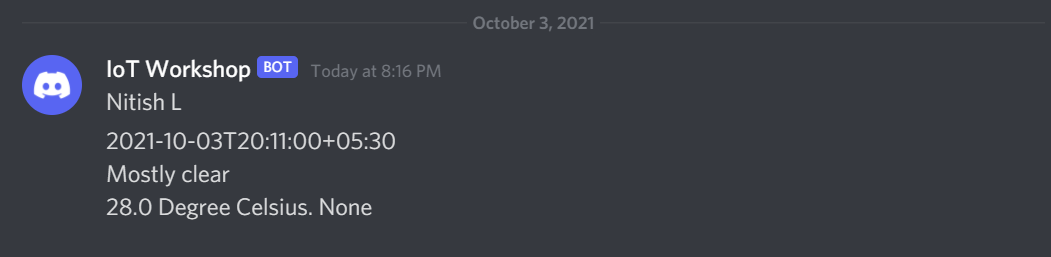 October 3, 2021
IoT Workshop BOT Today at 8:16 PM
Nitish L
2021-10-03T20:11:00+05:30
Mostly clear
28.0 Degree Celsius. None